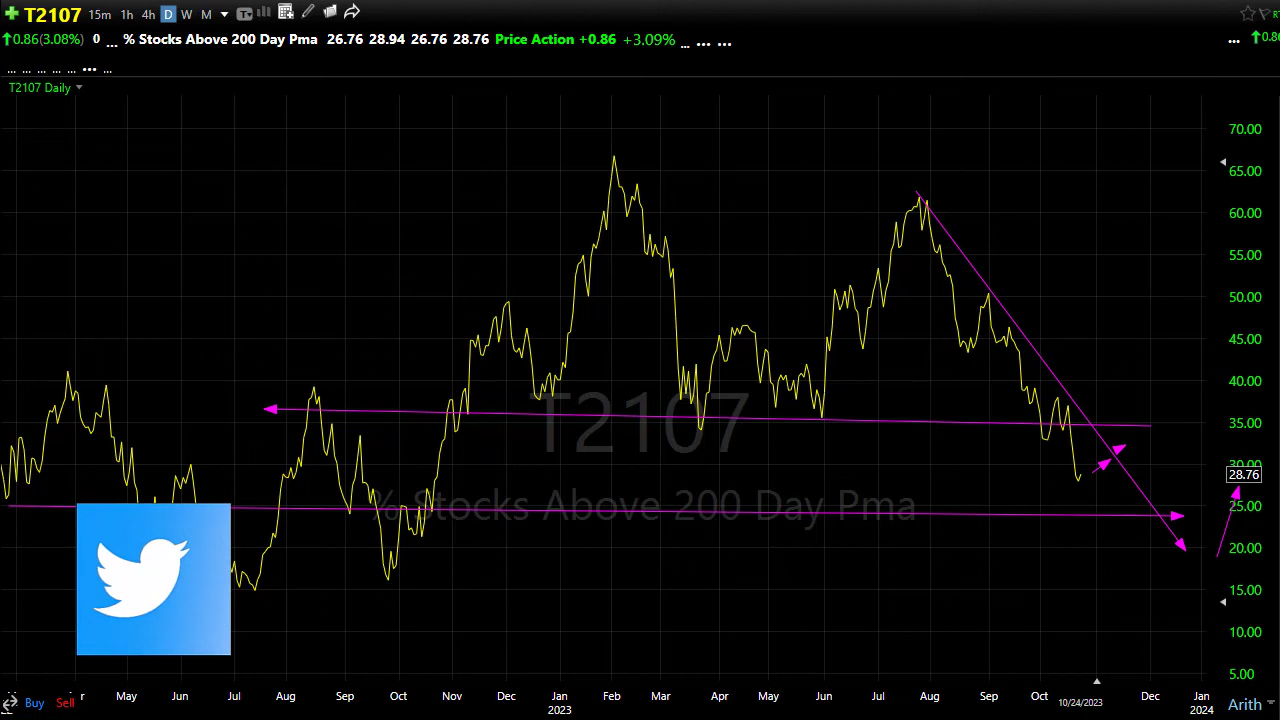 T2107 15m 1h 4h D W M
0.86(3.08%) 0 ... % Stocks Above 200 Day Pma 26.76 28.94 26.76 28.76 Price Action +0.86 +3.09% ... ... ... ... 0.86
... ... ... ... ... ... ...
T2107 Daily
70.00
65.00
60.00
55.00
50.00
45.00
40.00
35.00
30.00
28.76
25.00
20.00
15.00
10.00
5.00
T2107
% Stocks Above 200 Day Pma
r May Jun Jul Aug Sep Oct Nov Dec Jan Feb Mar Apr May Jun Jul Aug Sep Oct Dec Jan
Buy Sell 2023 10/24/2023 2024
Arith